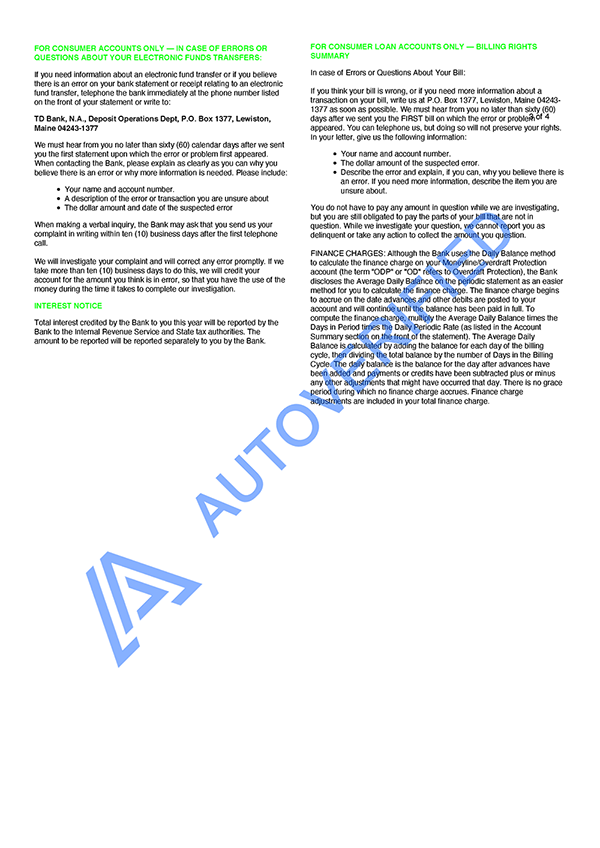 FOR CONSUMER ACCOUNTS ONLY — IN CASE OF ERRORS OR
QUESTIONS ABOUT YOUR ELECTRONIC FUNDS TRANSFERS:
If you need information about an electronic fund transfer or if you believe
there is an error on your bank statement or receipt relating to an electronic
fund transfer, telephone the bank immediately at the phone number listed
on the front of your statement or write to:
TD Bank, N.A., Deposit Operations Dept, P.O. Box 1377, Lewiston,
Maine 04243-1377
We must hear from you no later than sixty (60) calendar days after we sent
you the first statement upon which the error or problem first appeared.
When contacting the Bank, please explain as clearly as you can why you
believe there is an error or why more information is needed. Please include:
• Your name and account number.
• A description of the error or transaction you are unsure about
• The dollar amount and date of the suspected error
When making a verbal inquiry, the Bank may ask that you send us your
complaint in writing within ten (10) business days after the first telephone
call.
We will investigate your complaint and will correct any error promptly. If we
take more than ten (10) business days to do this, we will credit your
account for the amount you think is in error, so that you have the use of the
money during the time it takes to complete our investigation.
INTEREST NOTICE
Total interest credited by the Bank to you this year will be reported by the
Bank to the Internal Revenue Service and State tax authorities. The
amount to be reported will be reported separately to you by the Bank.
FOR CONSUMER LOAN ACCOUNTS ONLY — BILLING RIGHTS
SUMMARY
In case of Errors or Questions About Your Bill:
If you think your bill is wrong, or if you need more information about a
transaction on your bill, write us at P.O. Box 1377, Lewiston, Maine 04243-
1377 as soon as possible. We must hear from you no later than sixty (60)
days after we sent you the FIRST bill on which the error or problem
3 of 4
appeared. You can telephone us, but doing so will not preserve your rights.
In your letter, give us the following information:
• Your name and account number.
• The dollar amount of the suspected error.
• Describe the error and explain, if you can, why you believe there is
an error. If you need more information, describe the item you are
unsure about.
You do not have to pay any amount in question while we are investigating,
but you are still obligated to pay the parts of your bill that are not in
question. While we investigate your question, we cannot report you as
delinquent or take any action to collect the amount you question.
FINANCE CHARGES: Although the Bank uses the Daily Balance method
to calculate the finance charge on your Moneyline/Overdraft Protection
account (the term "ODP" or "OD" refers to Overdraft Protection), the Bank
discloses the Average Daily Balance on the periodic statement as an easier
method for you to calculate the finance charge. The finance charge begins
to accrue on the date advances and other debits are posted to your
account and will continue until the balance has been paid in full. To
compute the finance charge, multiply the Average Daily Balance times the
Days in Period times the Daily Periodic Rate (as listed in the Account
Summary section on the front of the statement). The Average Daily
Balance is calculated by adding the balance for each day of the billing
cycle, then dividing the total balance by the number of Days in the Billing
Cycle. The daily balance is the balance for the day after advances have
been added and payments or credits have been subtracted plus or minus
any other adjustments that might have occurred that day. There is no grace
period during which no finance charge accrues. Finance charge
adjustments are included in your total finance charge.
AUTOVERIFIED